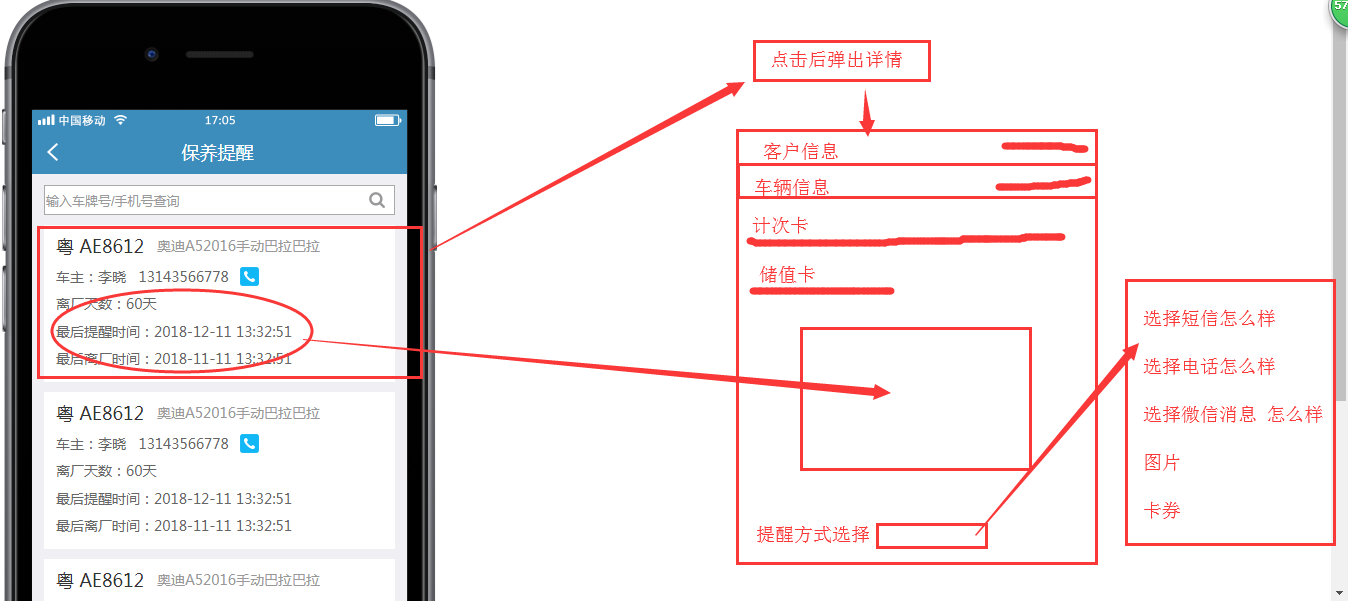 中国移动
17:05
保养提醒
输入车牌号/手机号查询
粤 AE8612 奥迪A52016手动巴拉巴拉
车主：李晓 13143566778
离厂天数：60天
最后提醒时间：2018-12-11 13:32:51
最后离厂时间：2018-11-11 13:32:51
粤 AE8612 奥迪A52016手动巴拉巴拉
车主：李晓 13143566778
离厂天数：60天
最后提醒时间：2018-12-11 13:32:51
最后离厂时间：2018-11-11 13:32:51
粤 AE8612 奥迪A52016手动巴拉巴拉
点击后弹出详情
客户信息
车辆信息
计次卡
储值卡
提醒方式选择
选择短信怎么样
选择电话怎么样
选择微信消息 怎么样
图片
卡券
57